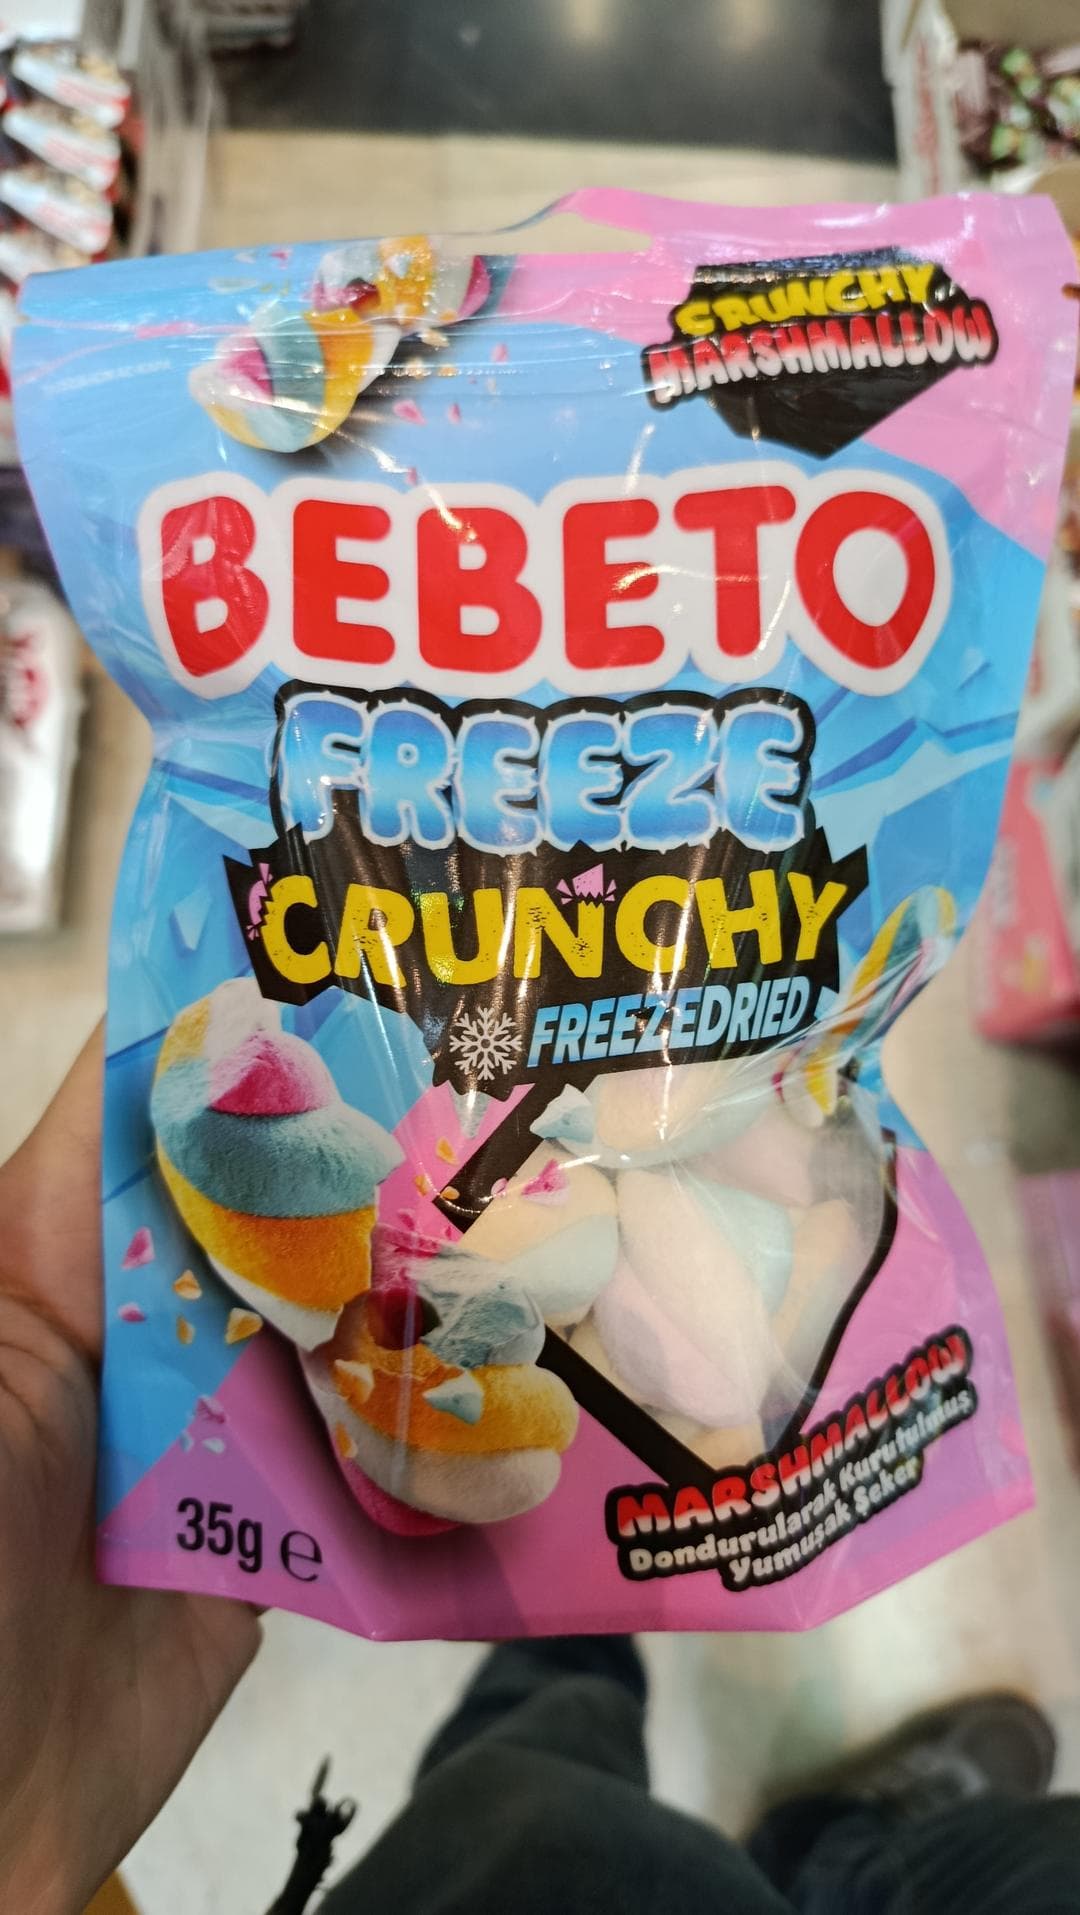 CRUNCHY
MARSHMALLOW
BEBETO
FREEZE
CRUNCHY
FREEZEDRIED
MARSHMALLOW
Dondurularak Kurutulmuş
Yumuşak Şeker
35g ℮